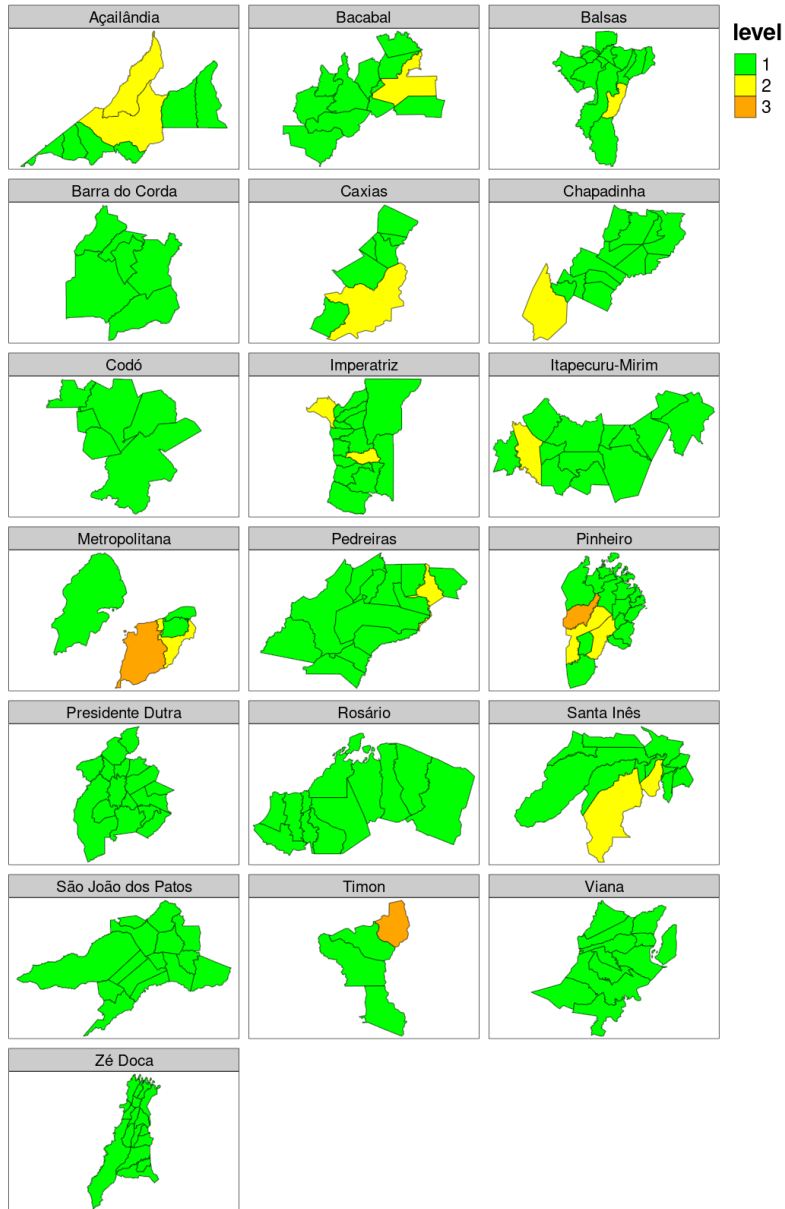 Açailândia
Bacabal
Balsas
level
1
2
3
Barra do Corda
Caxias
Chapadinha
Codó
Imperatriz
Itapecuru-Mirim
Metropolitana
Pedreiras
Pinheiro
Presidente Dutra
Rosário
Santa Inês
São João dos Patos
Timon
Viana
Zé Doca